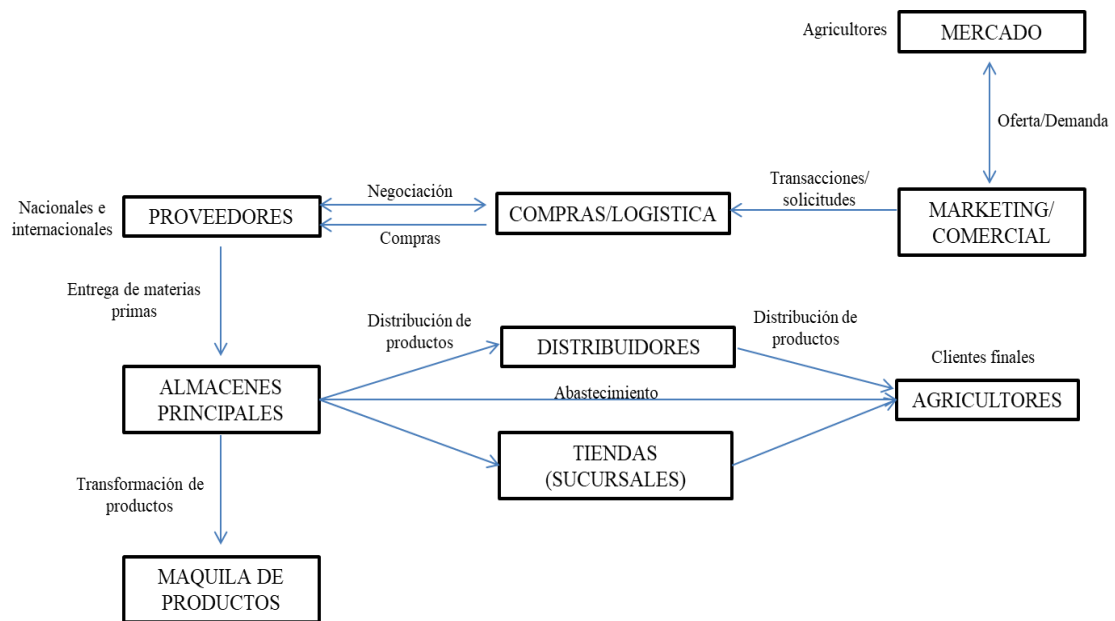 Agricultores
MERCADO
Oferta/Demanda
Transacciones/
solicitudes
MARKETING/
COMERCIAL
COMPRAS/LOGISTICA
Negociación
Compras
Nacionales e
internacionales
PROVEEDORES
Entrega de materias
primas
ALMACENES
PRINCIPALES
Distribución de
productos
DISTRIBUIDORES
Distribución de
productos
Abastecimiento
TIENDAS
(SUCURSALES)
Clientes finales
AGRICULTORES
Transformación de
productos
MAQUILA DE
PRODUCTOS